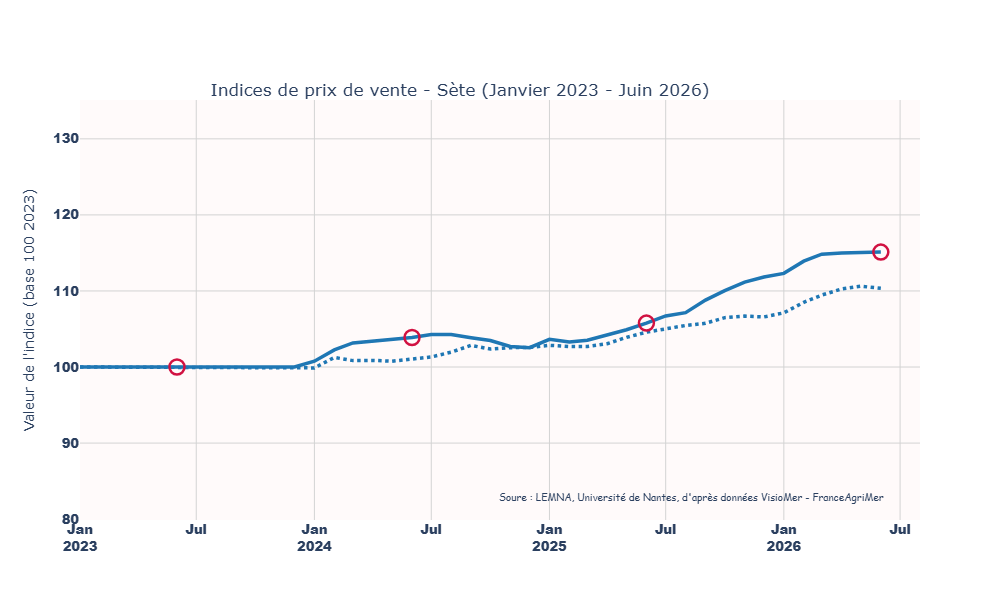 Indices de prix de vente - Sète (Janvier 2023 - Juin 2026)
Valeur de l'indice (base 100 2023)
130
120
110
100
90
80
Soure : LEMNA, Université de Nantes, d'après données VisioMer - FranceAgriMer
Jan Jul Jan Jul Jan Jul Jan Jul
2023 2024 2025 2026